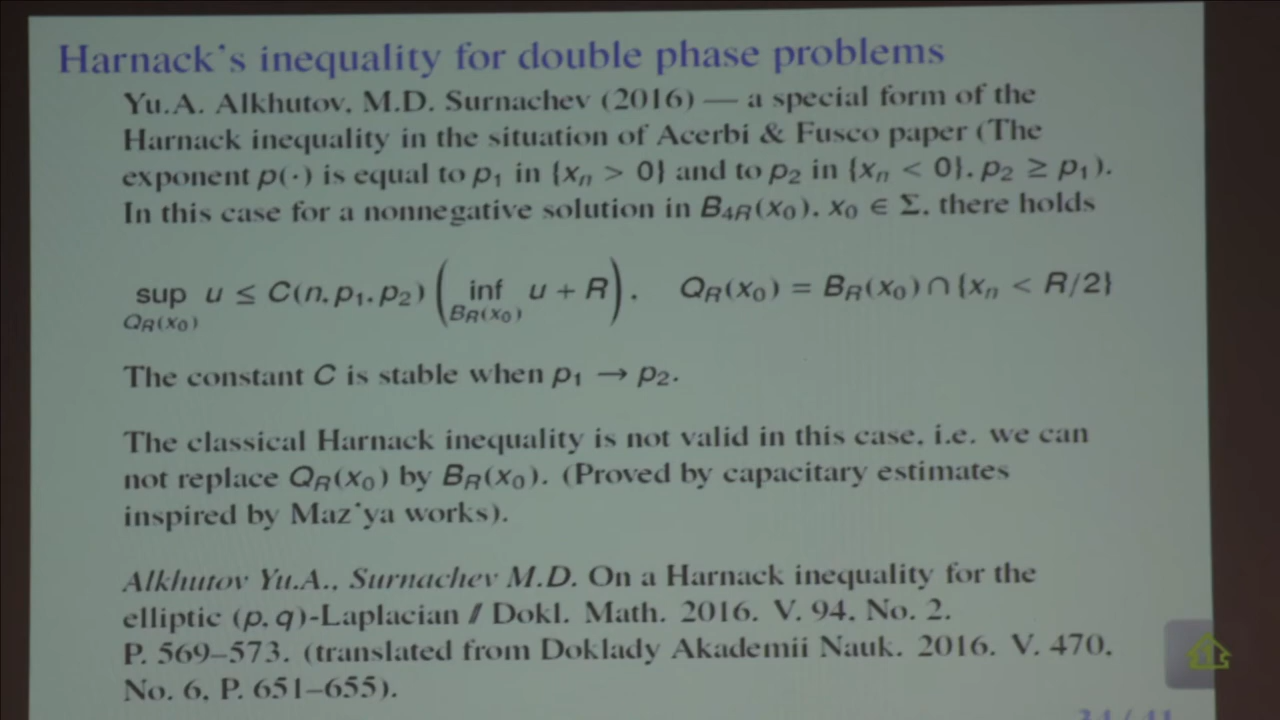 Harnack's inequality for double phase problems
Yu.A. Alkhutov, M.D. Surnachev (2016) — a special form of the
Harnack inequality in the situation of Acerbi & Fusco paper (The
exponent p(·) is equal to p₁ in {xₙ > 0} and to p₂ in {xₙ < 0}, p₂ ≥ p₁).
In this case for a nonnegative solution in B₄R(x₀), x₀ ∈ Σ, there holds
sup u ≤ C(n, p₁, p₂) ( inf u + R ), Q_R(x₀) = B_R(x₀) ∩ {xₙ < R/2}
Q_R(x₀) B_R(x₀)
The constant C is stable when p₁ → p₂.
The classical Harnack inequality is not valid in this case, i.e. we can
not replace Q_R(x₀) by B_R(x₀). (Proved by capacitary estimates
inspired by Maz'ya works).
Alkhutov Yu.A., Surnachev M.D. On a Harnack inequality for the
elliptic (p, q)-Laplacian // Dokl. Math. 2016. V. 94. No. 2.
P. 569–573. (translated from Doklady Akademii Nauk. 2016. V. 470,
No. 6, P. 651–655).